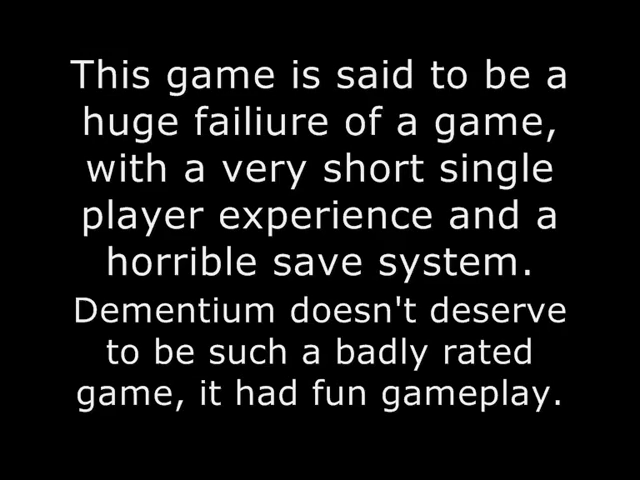 This game is said to be a
huge failiure of a game,
with a very short single
player experience and a
horrible save system.
Dementium doesn't deserve
to be such a badly rated
game, it had fun gameplay.